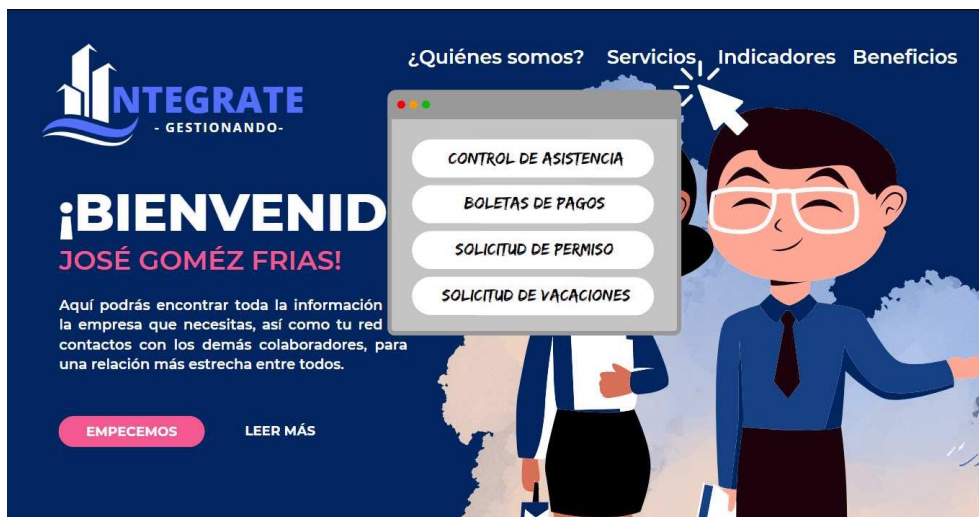 ¿Quiénes somos? Servicios Indicadores Beneficios
NTEGRATE
- GESTIONANDO-
CONTROL DE ASISTENCIA
BOLETAS DE PAGOS
SOLICITUD DE PERMISO
SOLICITUD DE VACACIONES
¡BIENVENID
JOSÉ GOMÉZ FRIAS!
Aquí podrás encontrar toda la información
la empresa que necesitas, así como tu red
contactos con los demás colaboradores, para
una relación más estrecha entre todos.
EMPECEMOS LEER MÁS